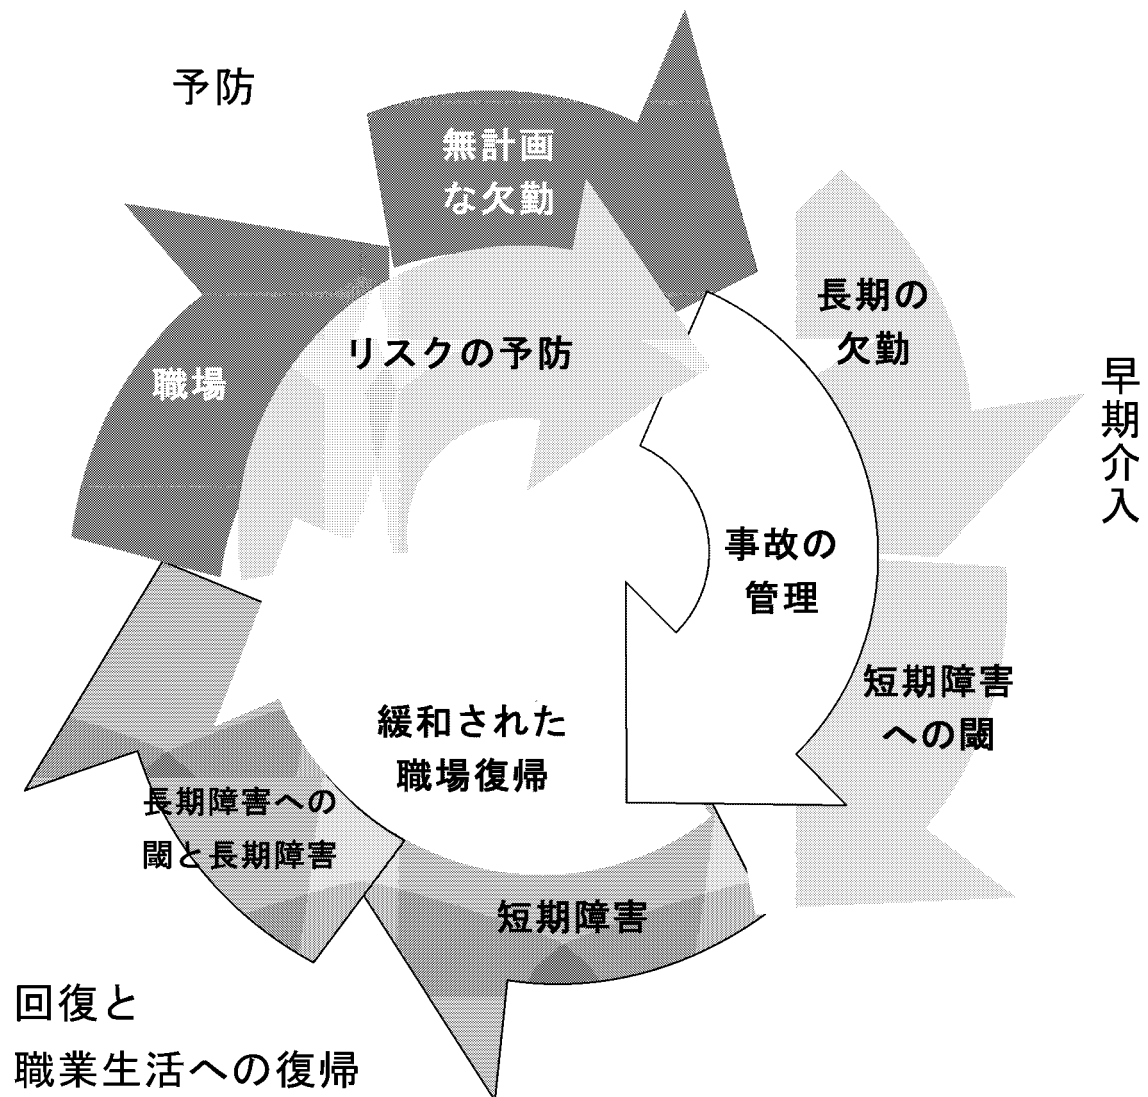 予防
無計画
な欠勤
職場
リスクの予防
長期の
欠勤
早期介入
事故の
管理
短期障害
への閾
緩和された
職場復帰
長期障害への
閾と長期障害
短期障害
回復と
職業生活への復帰